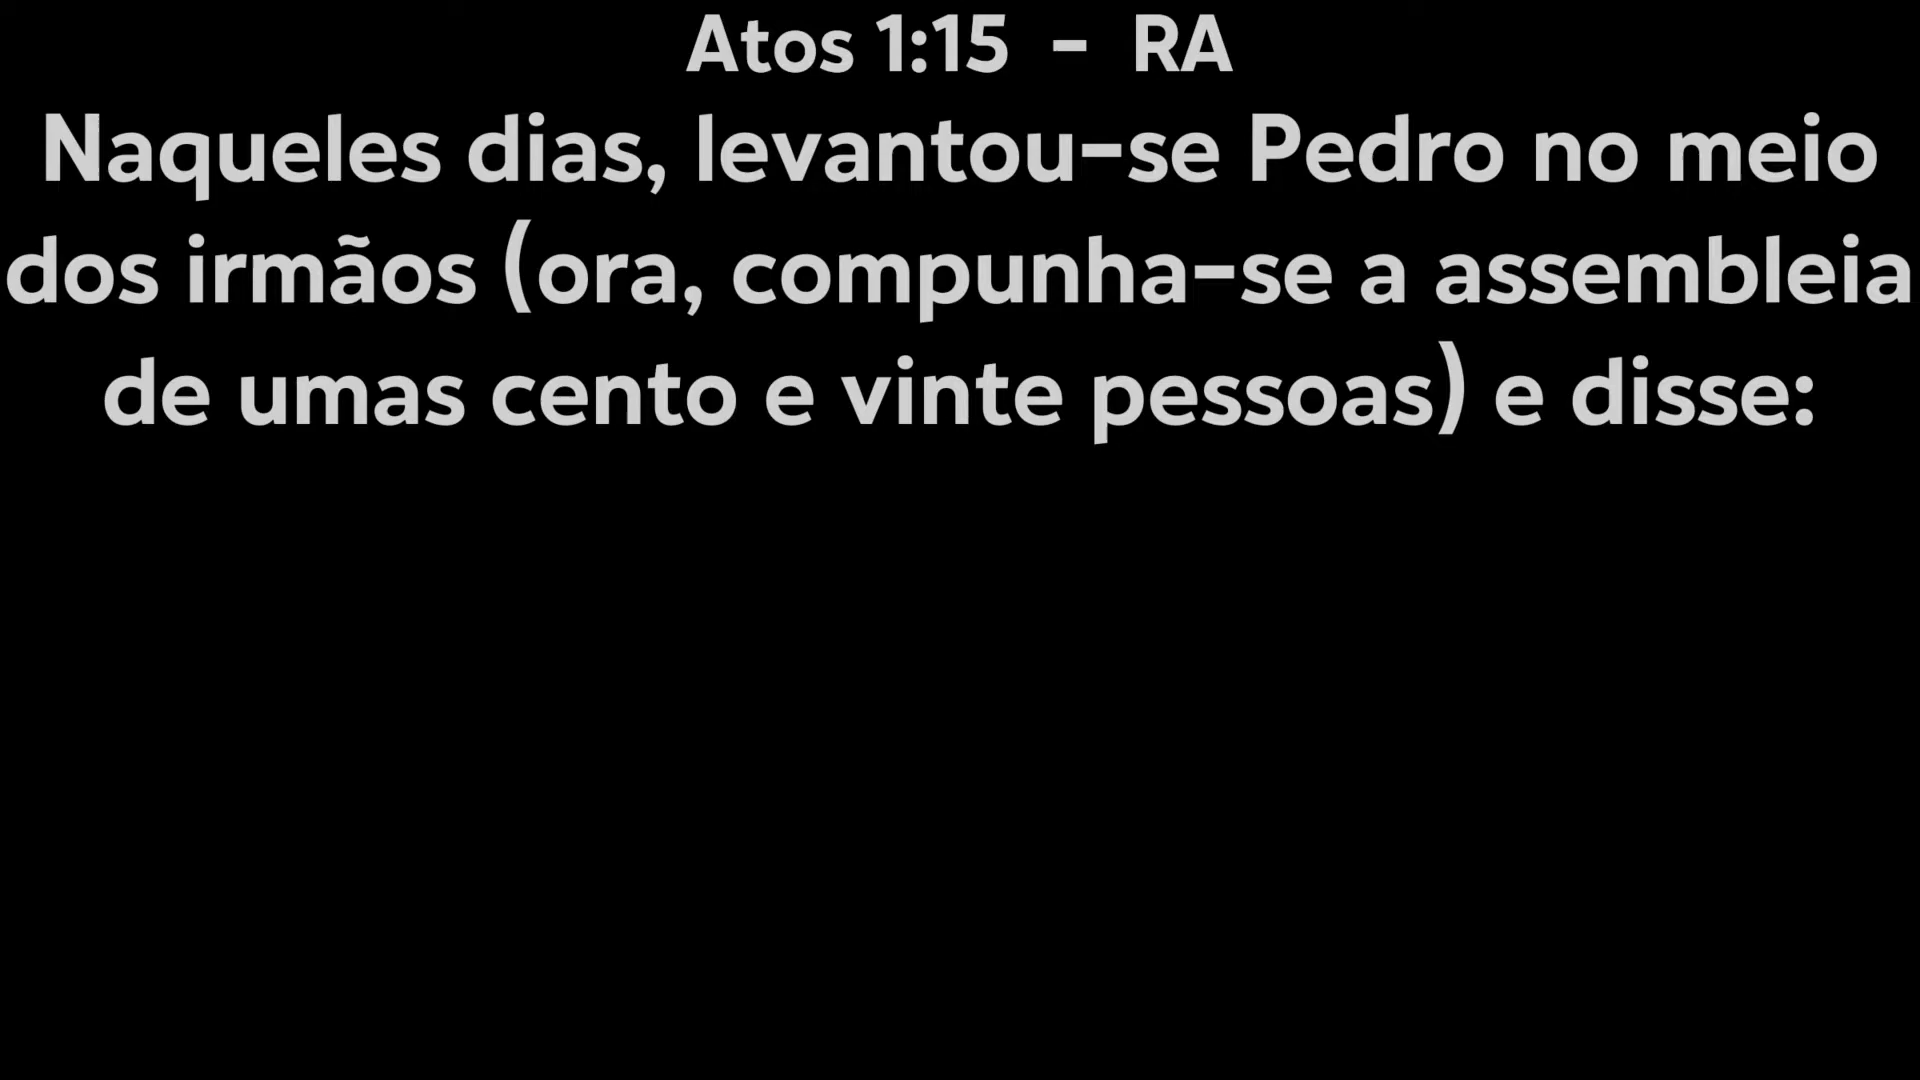 Atos 1:15 - RA
Naqueles dias, levantou-se Pedro no meio
dos irmãos (ora, compunha-se a assembleia
de umas cento e vinte pessoas) e disse: